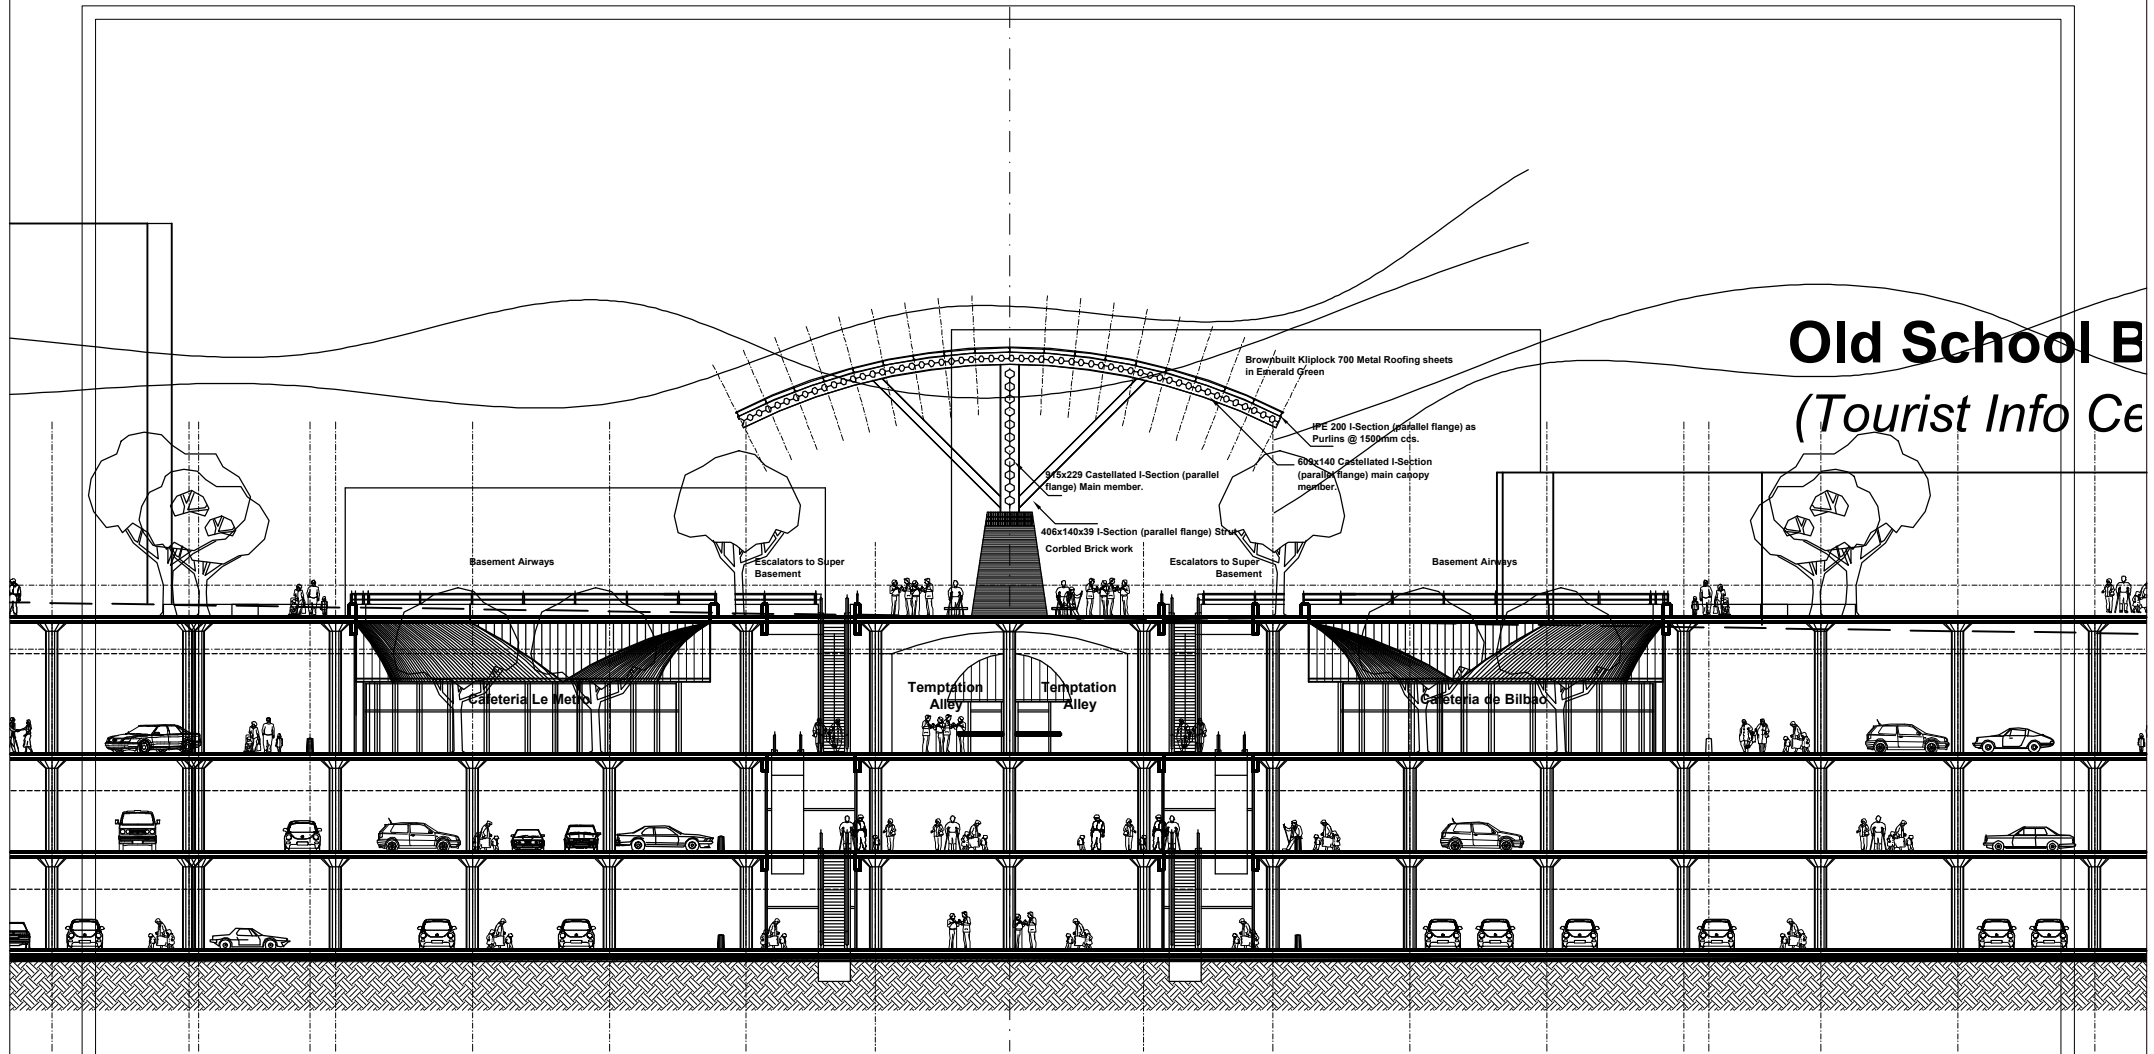 Old School B
(Tourist Info Ce
Brownbuilt Kliplock 700 Metal Roofing sheets
in Emerald Green
IPE 200 I-Section (parallel flange) as
Purlins @ 1500mm ccs.
609x140 Castellated I-Section
(parallel flange) main canopy
member.
915x229 Castellated I-Section (parallel
flange) Main member.
406x140x39 I-Section (parallel flange) Strut
Corbled Brick work
Basement Airways
Escalators to Super
Basement
Escalators to Super
Basement
Basement Airways
Cafeteria Le Metro
Temptation
Alley
Temptation
Alley
Cafeteria de Bilbao